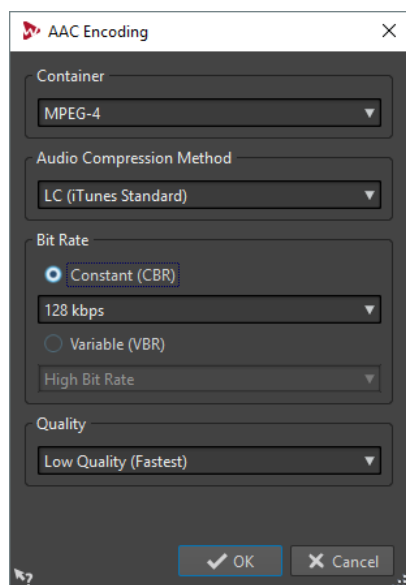 AAC Encoding
Container
MPEG-4
Audio Compression Method
LC (iTunes Standard)
Bit Rate
Constant (CBR)
128 kbps
Variable (VBR)
High Bit Rate
Quality
Low Quality (Fastest)
OK
Cancel